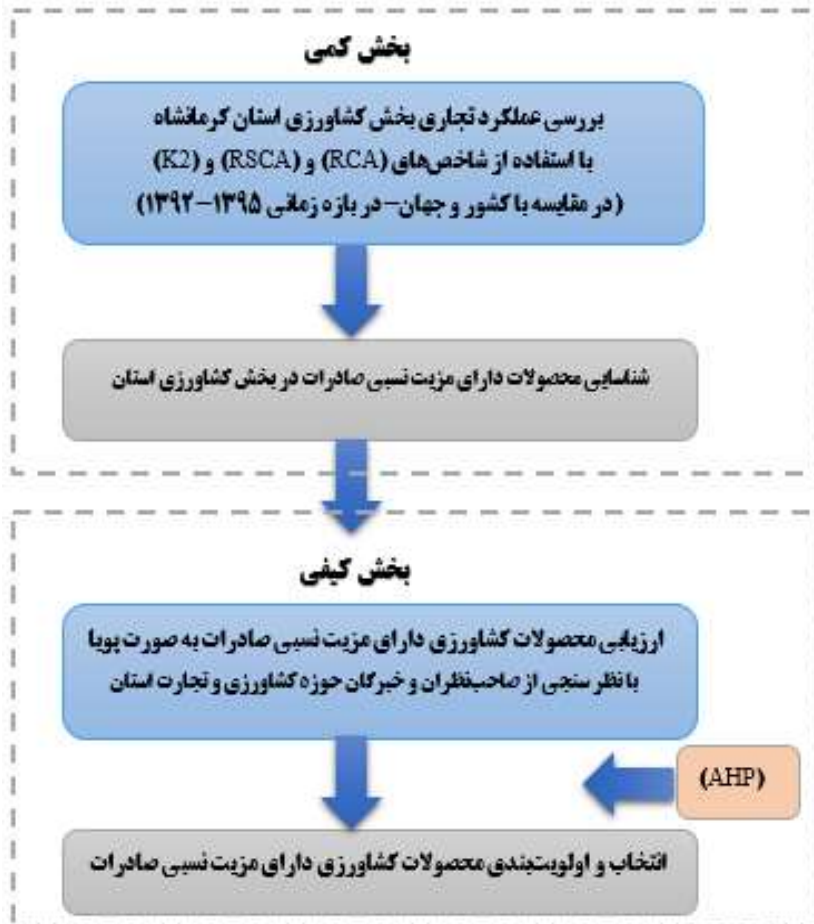 بخش کمی
بررسی عملکرد تجاری بخش کشاورزی استان کرمانشاه
با استفاده از شاخص‌های (RCA) و (RSCA) و (K2)
(در مقایسه با کشور و جهان- در بازه زمانی ۱۳۹۵-۱۳۹۲)
شناسایی محصولات دارای مزیت نسبی صادرات در بخش کشاورزی استان
بخش کیفی
ارزیابی محصولات کشاورزی دارای مزیت نسبی صادرات به صورت پویا
با نظر سنجی از صاحبنظران و خبرگان حوزه کشاورزی و تجارت استان
(AHP)
انتخاب و اولویت‌بندی محصولات کشاورزی دارای مزیت نسبی صادرات